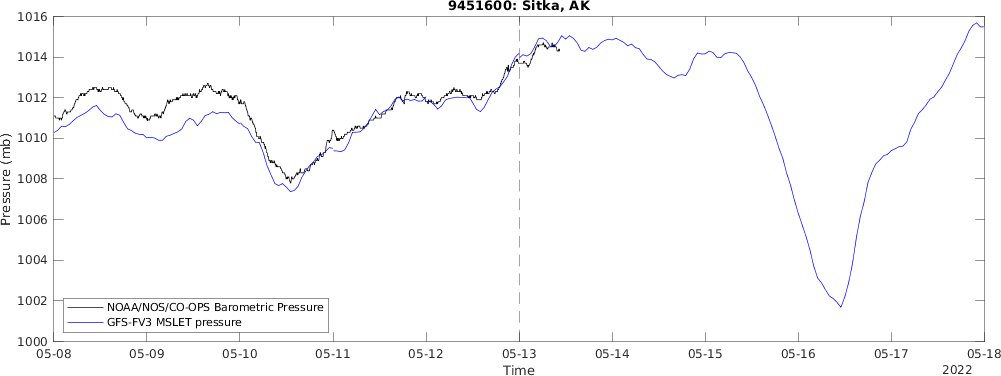 9451600: Sitka, AK
1016
1014
1012
1010
1008
1006
1004
1002
1000
Pressure (mb)
NOAA/NOS/CO-OPS Barometric Pressure
GFS-FV3 MSLET pressure
05-08 05-09 05-10 05-11 05-12 05-13 05-14 05-15 05-16 05-17 05-18
Time
2022